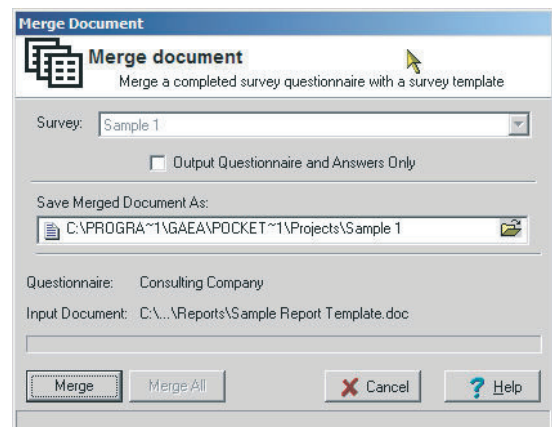 Merge Document
Merge document
Merge a completed survey questionnaire with a survey template
Survey: Sample 1
Output Questionnaire and Answers Only
Save Merged Document As:
C:\PROGRA~1\GAEA\POCKET~1\Projects\Sample 1
Questionnaire: Consulting Company
Input Document: C:\...\Reports\Sample Report Template.doc
Merge Merge All Cancel Help